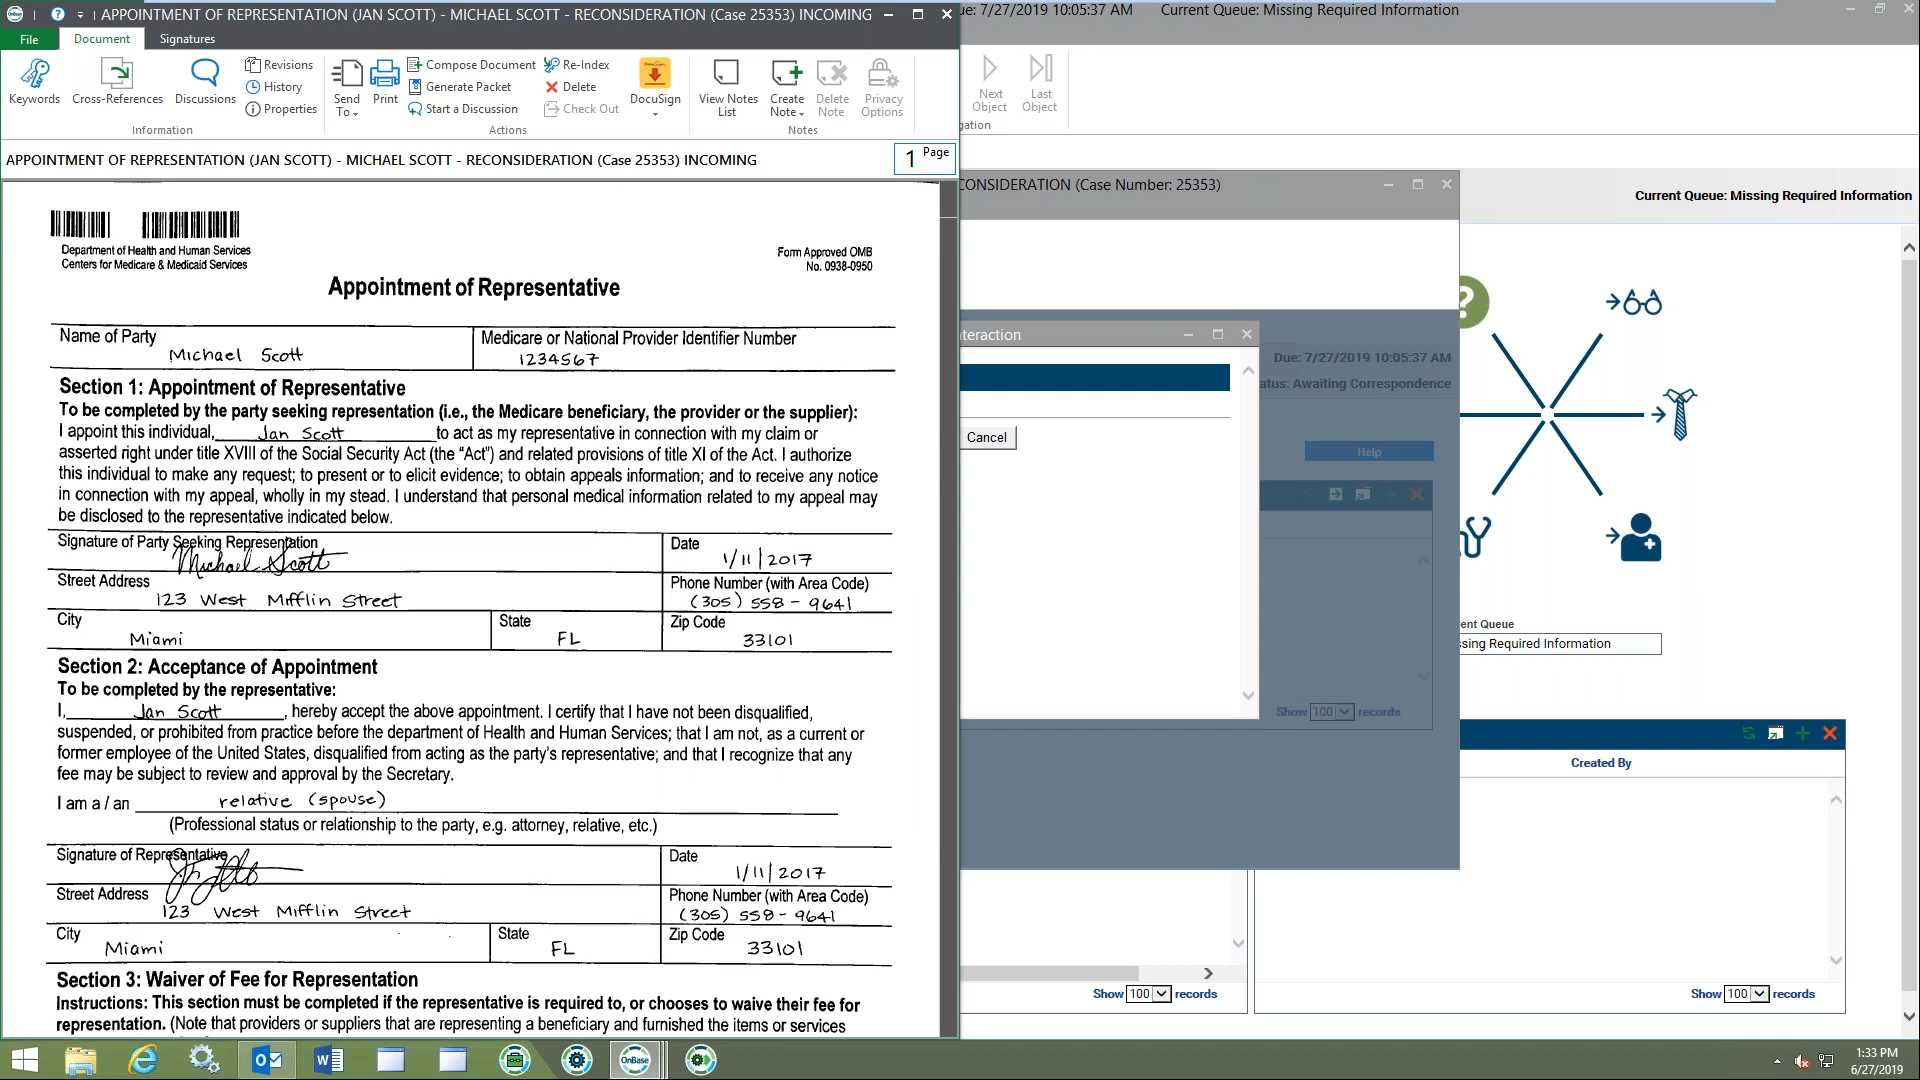 APPOINTMENT OF REPRESENTATION (JAN SCOTT) - MICHAEL SCOTT - RECONSIDERATION (Case 25353) INCOMING
ue: 7/27/2019 10:05:37 AM Current Queue: Missing Required Information
File Document Signatures
Keywords
Cross-References
Discussions
Revisions
History
Properties
Information
Send To
Print
Compose Document
Generate Packet
Start a Discussion
Re-Index
Delete
Check Out
DocuSign
Actions
View Notes List
Create Note
Delete Note
Privacy Options
Notes
Next Object
Last Object
gation
APPOINTMENT OF REPRESENTATION (JAN SCOTT) - MICHAEL SCOTT - RECONSIDERATION (Case 25353) INCOMING
1 Page
Department of Health and Human Services
Centers for Medicare & Medicaid Services
Form Approved OMB
No. 0938-0950
Appointment of Representative
Name of Party
Michael Scott
Medicare or National Provider Identifier Number
1234567
Section 1: Appointment of Representative
To be completed by the party seeking representation (i.e., the Medicare beneficiary, the provider or the supplier):
I appoint this individual, Jan Scott to act as my representative in connection with my claim or
asserted right under title XVIII of the Social Security Act (the “Act”) and related provisions of title XI of the Act. I authorize
this individual to make any request; to present or to elicit evidence; to obtain appeals information; and to receive any notice
in connection with my appeal, wholly in my stead. I understand that personal medical information related to my appeal may
be disclosed to the representative indicated below.
Signature of Party Seeking Representation
Michael Scott
Date
1/11/2017
Street Address
123 West Mifflin Street
Phone Number (with Area Code)
(305) 558-9641
City
Miami
State
FL
Zip Code
33101
Section 2: Acceptance of Appointment
To be completed by the representative:
I, Jan Scott, hereby accept the above appointment. I certify that I have not been disqualified,
suspended, or prohibited from practice before the department of Health and Human Services; that I am not, as a current or
former employee of the United States, disqualified from acting as the party’s representative; and that I recognize that any
fee may be subject to review and approval by the Secretary.
I am a / an relative (spouse)
(Professional status or relationship to the party, e.g. attorney, relative, etc.)
Signature of Representative
Date
1/11/2017
Street Address
123 West Mifflin Street
Phone Number (with Area Code)
(305) 558-9641
City
Miami
State
FL
Zip Code
33101
Section 3: Waiver of Fee for Representation
Instructions: This section must be completed if the representative is required to, or chooses to waive their fee for
representation. (Note that providers or suppliers that are representing a beneficiary and furnished the items or services
CONSIDERATION (Case Number: 25353)
nteraction
Cancel
Due: 7/27/2019 10:05:37 AM
atus: Awaiting Correspondence
Help
Show 100 records
Current Queue: Missing Required Information
ent Queue
ssing Required Information
Created By
Show 100 records
Show 100 records
OnBase
1:33 PM
6/27/2019